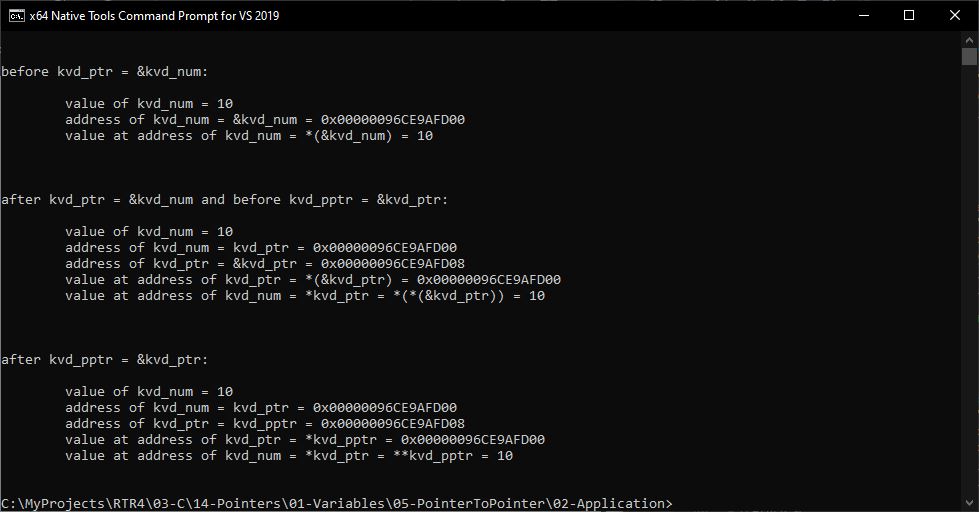 x64 Native Tools Command Prompt for VS 2019
before kvd_ptr = &kvd_num:
value of kvd_num = 10
address of kvd_num = &kvd_num = 0x00000096CE9AFD00
value at address of kvd_num = *(&kvd_num) = 10
after kvd_ptr = &kvd_num and before kvd_pptr = &kvd_ptr:
value of kvd_num = 10
address of kvd_num = kvd_ptr = 0x00000096CE9AFD00
address of kvd_ptr = &kvd_ptr = 0x00000096CE9AFD08
value at address of kvd_ptr = *(&kvd_ptr) = 0x00000096CE9AFD00
value at address of kvd_num = *kvd_ptr = *(*(&kvd_ptr)) = 10
after kvd_pptr = &kvd_ptr:
value of kvd_num = 10
address of kvd_num = kvd_ptr = 0x00000096CE9AFD00
address of kvd_ptr = kvd_pptr = 0x00000096CE9AFD08
value at address of kvd_ptr = *kvd_pptr = 0x00000096CE9AFD00
value at address of kvd_num = *kvd_ptr = **kvd_pptr = 10
C:\MyProjects\RTR4\03-C\14-Pointers\01-Variables\05-PointerToPointer\02-Application>